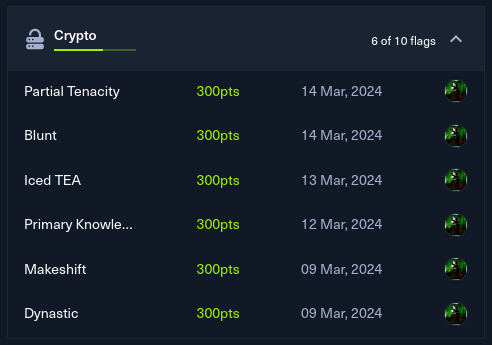 Crypto 6 of 10 flags
Partial Tenacity 300pts 14 Mar, 2024
Blunt 300pts 14 Mar, 2024
Iced TEA 300pts 13 Mar, 2024
Primary Knowle... 300pts 12 Mar, 2024
Makeshift 300pts 09 Mar, 2024
Dynastic 300pts 09 Mar, 2024